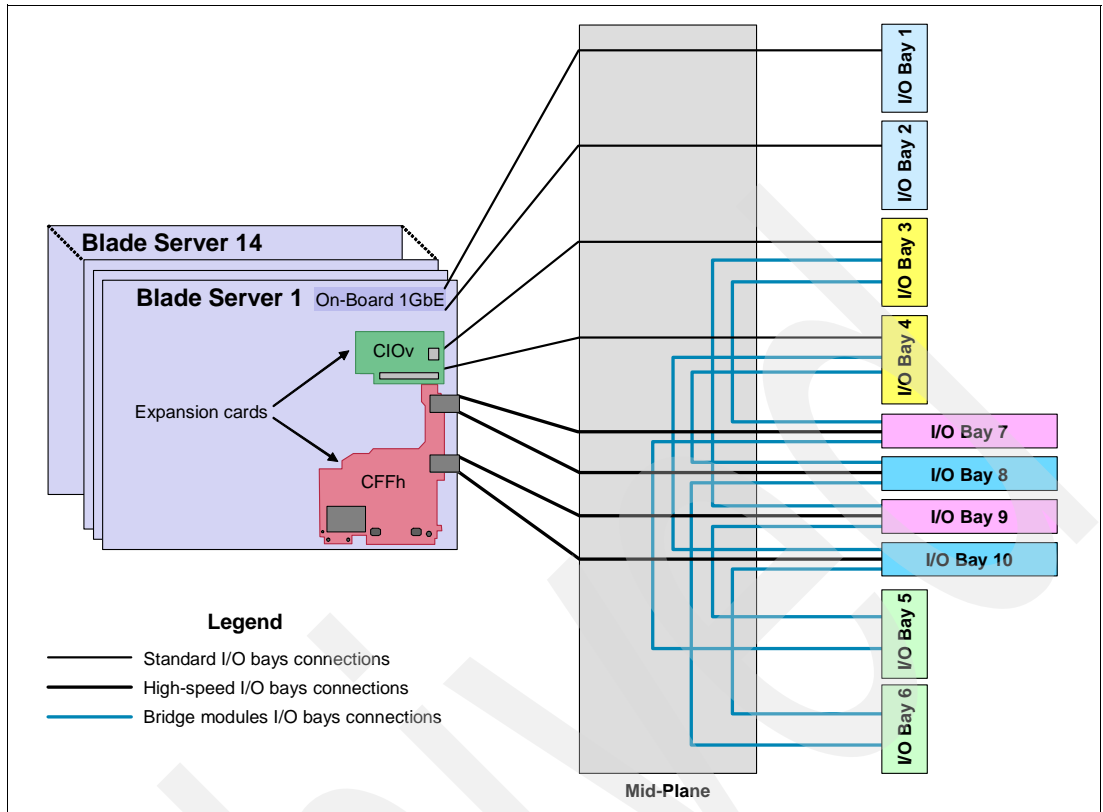 I/O Bay 1
I/O Bay 2
I/O Bay 3
I/O Bay 4
I/O Bay 7
I/O Bay 8
I/O Bay 9
I/O Bay 10
I/O Bay 5
I/O Bay 6
Blade Server 14
Blade Server 1
On-Board 1GbE
CIOv
Expansion cards
CFFh
Legend
Standard I/O bays connections
High-speed I/O bays connections
Bridge modules I/O bays connections
Mid-Plane